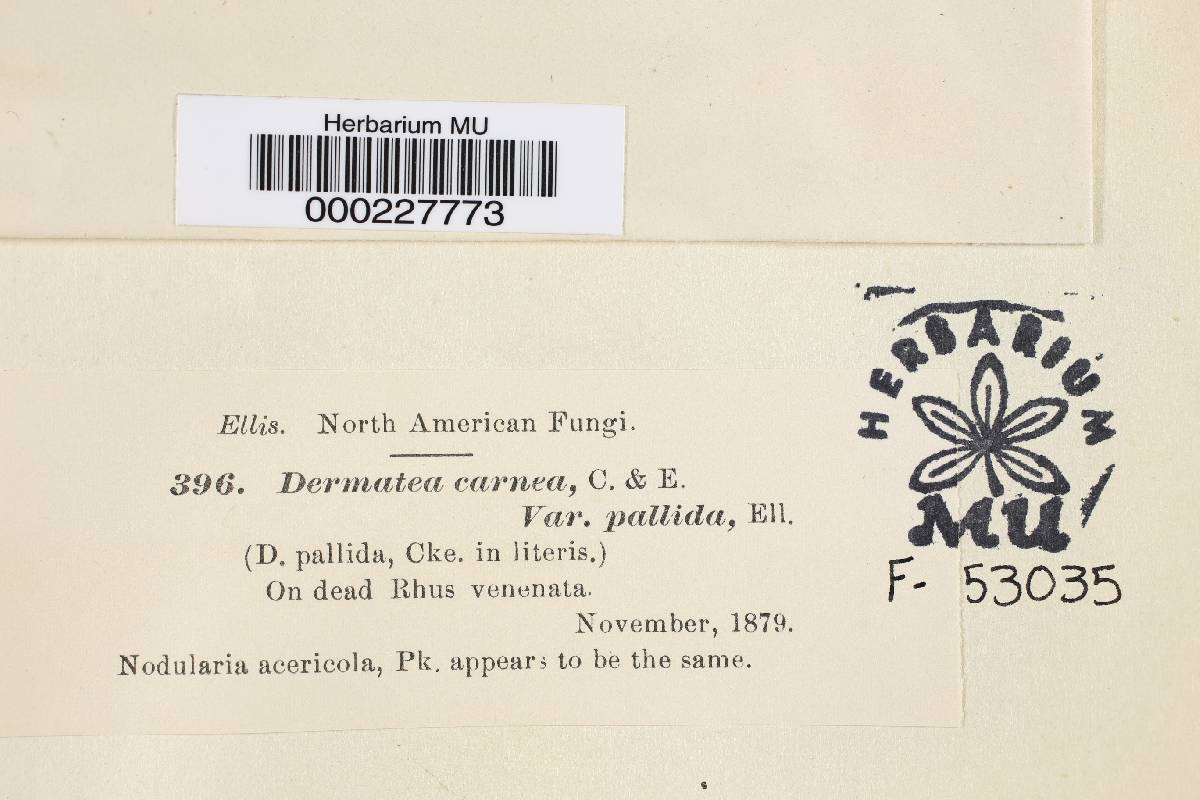 Herbarium MU
000227773
HERBARIUM
MU
F- 53035
Ellis. North American Fungi.
396. Dermatea carnea, C. & E.
Var. pallida, Ell.
(D. pallida, Cke. in literis.)
On dead Rhus venenata.
November, 1879.
Nodularia acericola, Pk. appears to be the same.